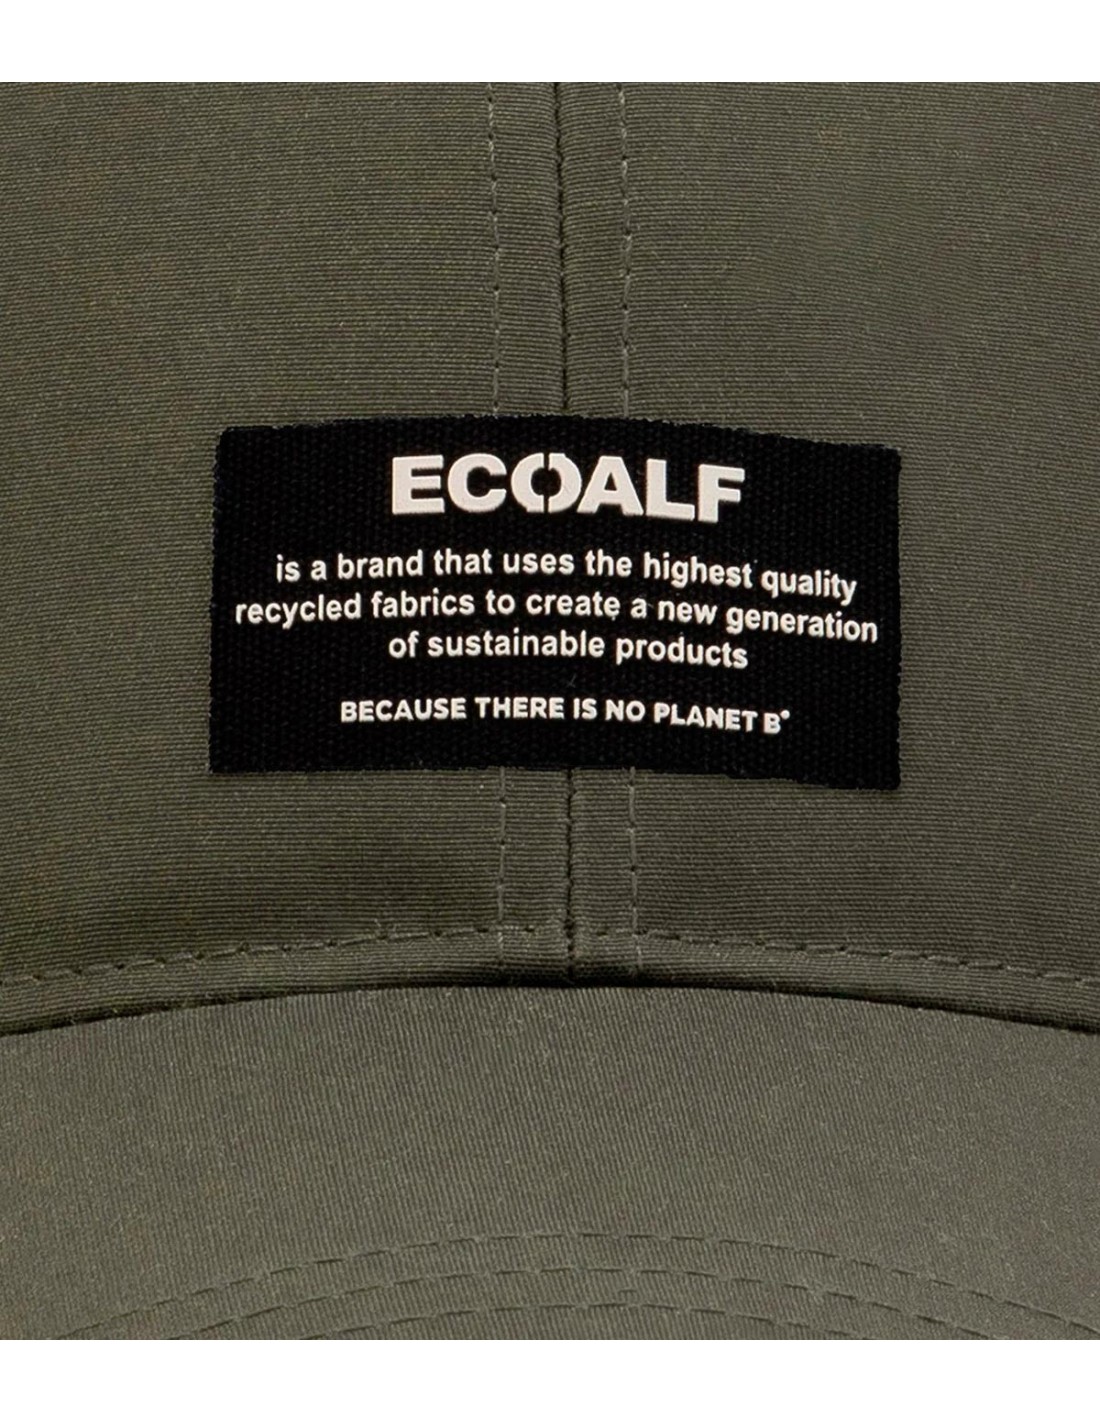 ECOALF
is a brand that uses the highest quality
recycled fabrics to create a new generation
of sustainable products
BECAUSE THERE IS NO PLANET B°